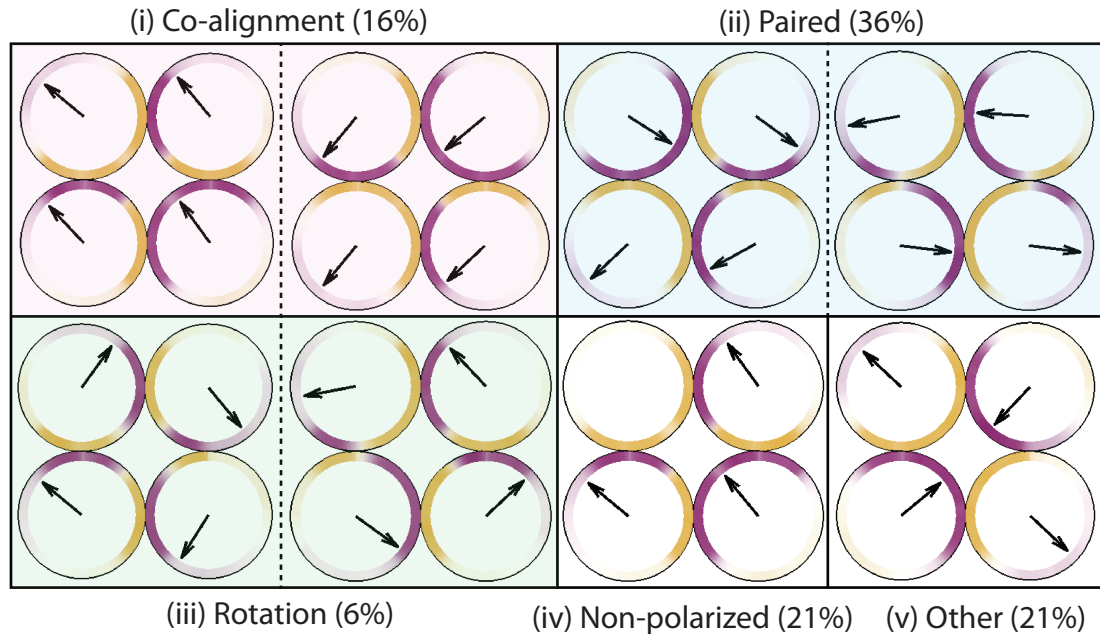 (i) Co-alignment (16%)
(ii) Paired (36%)
(iii) Rotation (6%)
(iv) Non-polarized (21%)
(v) Other (21%)